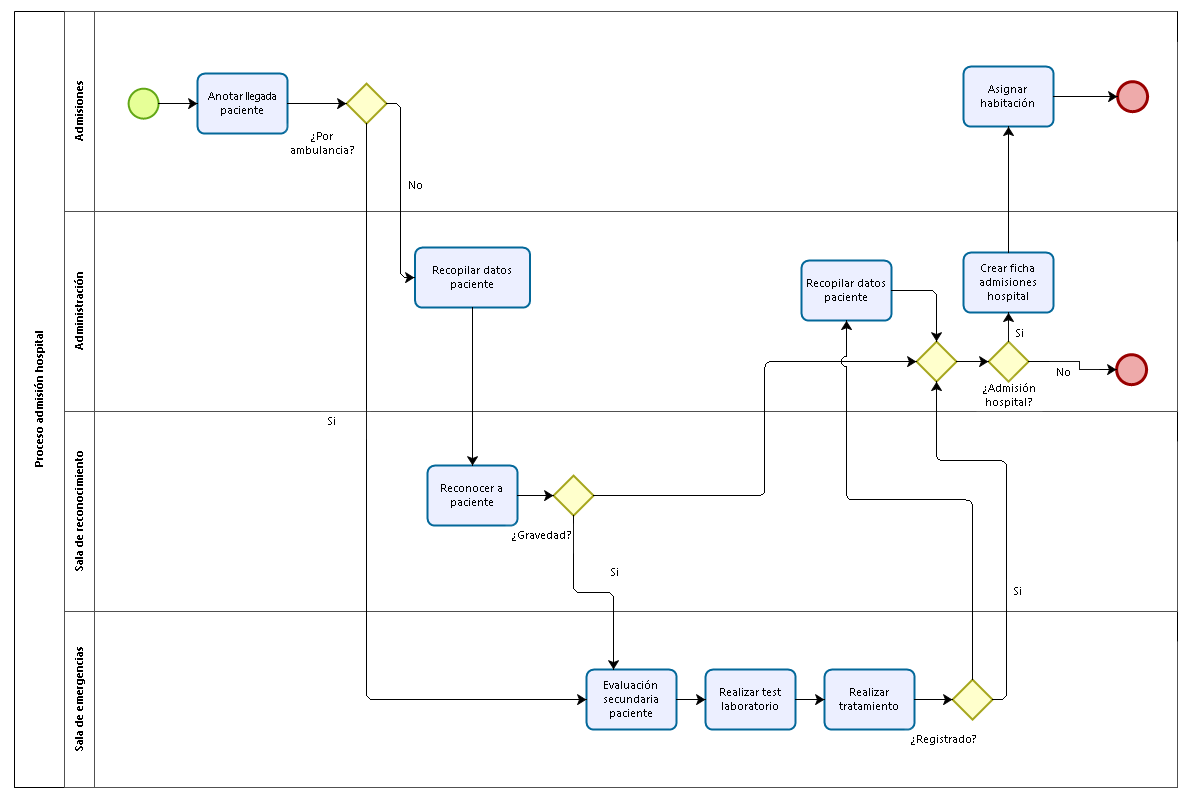 Proceso admisión hospital
Admisiones
Anotar llegada
paciente
¿Por
ambulancia?
No
Asignar
habitación
Administración
Recopilar datos
paciente
Recopilar datos
paciente
Crear ficha
admisiones
hospital
Si
¿Admisión
hospital?
No
Si
Sala de reconocimiento
Reconocer a
paciente
¿Gravedad?
Si
Si
Sala de emergencias
Evaluación
secundaria
paciente
Realizar test
laboratorio
Realizar
tratamiento
¿Registrado?